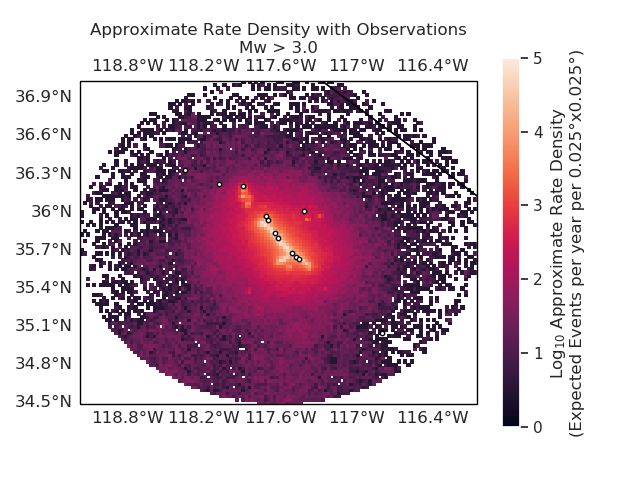 Approximate Rate Density with Observations
Mw > 3.0
118.8°W 118.2°W 117.6°W 117°W 116.4°W
36.9°N
36.6°N
36.3°N
36°N
35.7°N
35.4°N
35.1°N
34.8°N
34.5°N
118.8°W 118.2°W 117.6°W 117°W 116.4°W
5
4
3
2
1
0
Log₁₀ Approximate Rate Density
(Expected Events per year per 0.025°x0.025°)